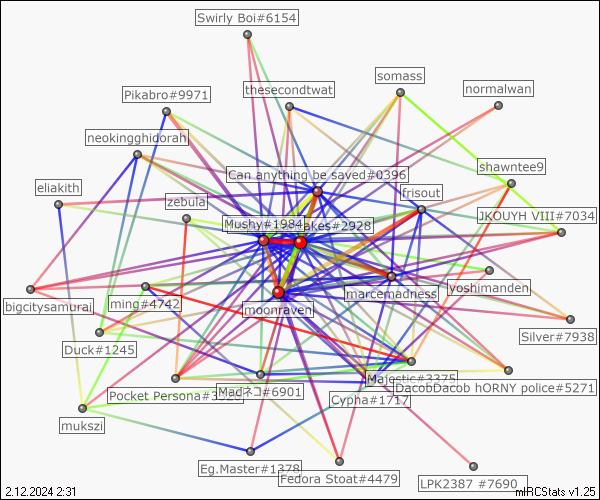 Swirly Boi#6154
somass
thesecondtwat
normalwan
Pikabro#9971
neokingghidorah
shawntee9
Can anything be saved#0396
eliakith
frisout
zebula
JKOUYH VIII#7034
Mushy#1984
akes#2928
yoshimanden
marcemadness
bigcitysamurai
ming#4742
moonraven
Silver#7938
Duck#1245
Majestic#3375
DacobDacob hORNY police#5271
Pocket Persona#
Madネコ#6901
Cypha#1717
mukszi
Eg.Master#1378
Fedora Stoat#4479
LPK2387 #7690
2.12.2024 2:31
mIRCStats v1.25